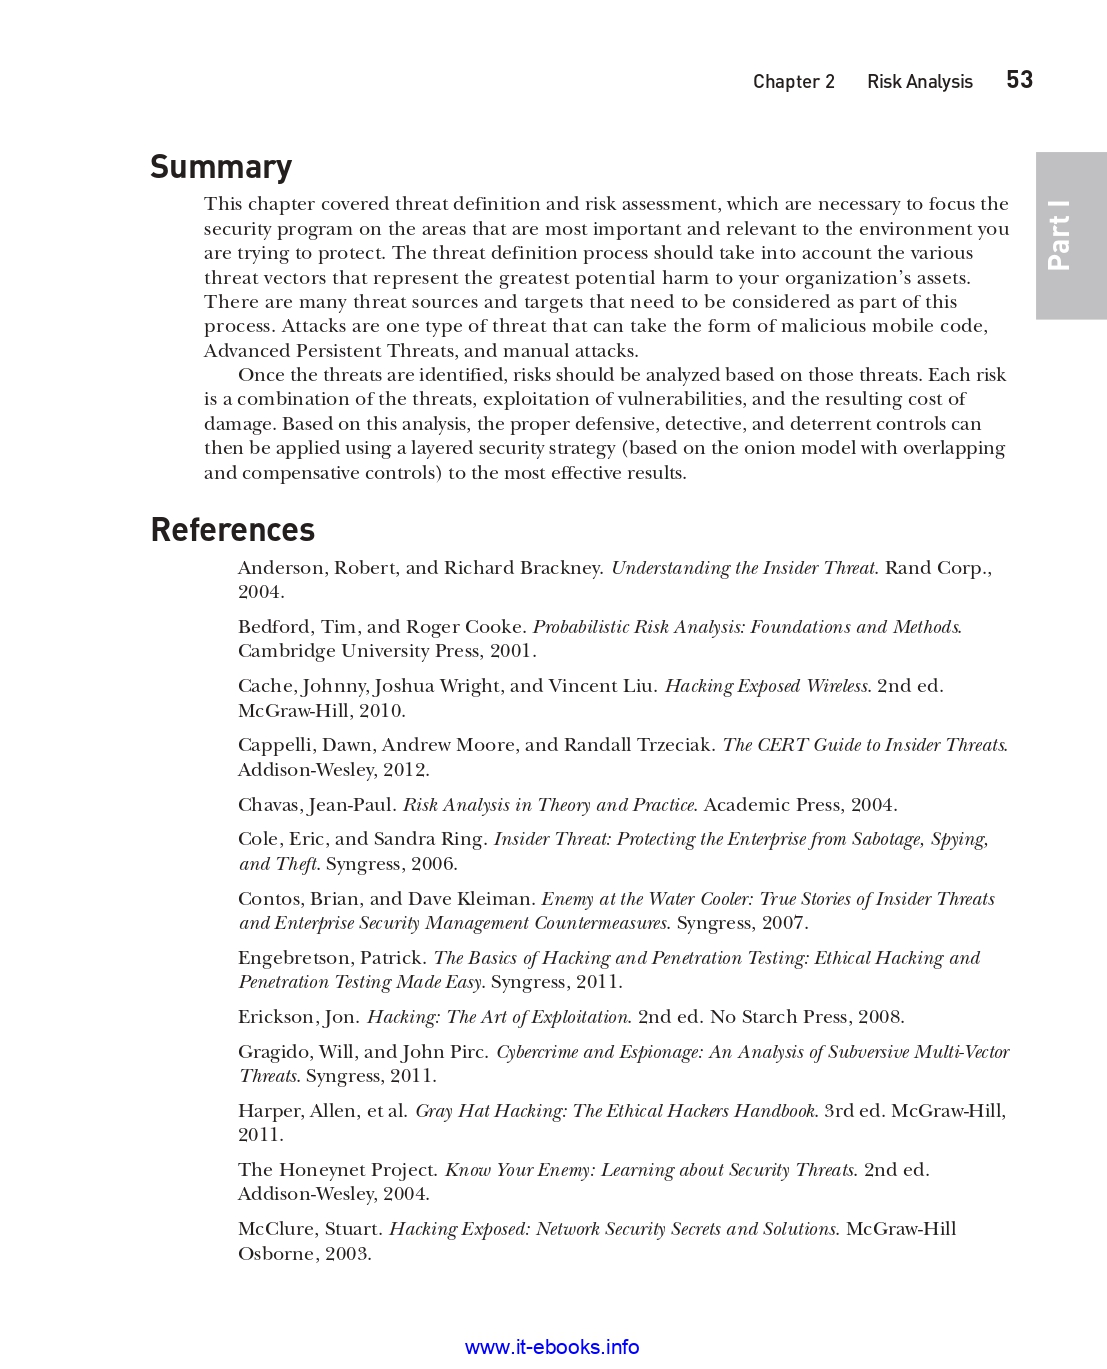 Chapter 2 Risk Analysis 53
Part I
Summary
This chapter covered threat definition and risk assessment, which are necessary to focus the
security program on the areas that are most important and relevant to the environment you
are trying to protect. The threat definition process should take into account the various
threat vectors that represent the greatest potential harm to your organization’s assets.
There are many threat sources and targets that need to be considered as part of this
process. Attacks are one type of threat that can take the form of malicious mobile code,
Advanced Persistent Threats, and manual attacks.
Once the threats are identified, risks should be analyzed based on those threats. Each risk
is a combination of the threats, exploitation of vulnerabilities, and the resulting cost of
damage. Based on this analysis, the proper defensive, detective, and deterrent controls can
then be applied using a layered security strategy (based on the onion model with overlapping
and compensative controls) to the most effective results.
References
Anderson, Robert, and Richard Brackney. Understanding the Insider Threat. Rand Corp.,
2004.
Bedford, Tim, and Roger Cooke. Probabilistic Risk Analysis: Foundations and Methods.
Cambridge University Press, 2001.
Cache, Johnny, Joshua Wright, and Vincent Liu. Hacking Exposed Wireless. 2nd ed.
McGraw-Hill, 2010.
Cappelli, Dawn, Andrew Moore, and Randall Trzeciak. The CERT Guide to Insider Threats.
Addison-Wesley, 2012.
Chavas, Jean-Paul. Risk Analysis in Theory and Practice. Academic Press, 2004.
Cole, Eric, and Sandra Ring. Insider Threat: Protecting the Enterprise from Sabotage, Spying,
and Theft. Syngress, 2006.
Contos, Brian, and Dave Kleiman. Enemy at the Water Cooler: True Stories of Insider Threats
and Enterprise Security Management Countermeasures. Syngress, 2007.
Engebretson, Patrick. The Basics of Hacking and Penetration Testing: Ethical Hacking and
Penetration Testing Made Easy. Syngress, 2011.
Erickson, Jon. Hacking: The Art of Exploitation. 2nd ed. No Starch Press, 2008.
Gragido, Will, and John Pirc. Cybercrime and Espionage: An Analysis of Subversive Multi-Vector
Threats. Syngress, 2011.
Harper, Allen, et al. Gray Hat Hacking: The Ethical Hackers Handbook. 3rd ed. McGraw-Hill,
2011.
The Honeynet Project. Know Your Enemy: Learning about Security Threats. 2nd ed.
Addison-Wesley, 2004.
McClure, Stuart. Hacking Exposed: Network Security Secrets and Solutions. McGraw-Hill
Osborne, 2003.
www.it-ebooks.info